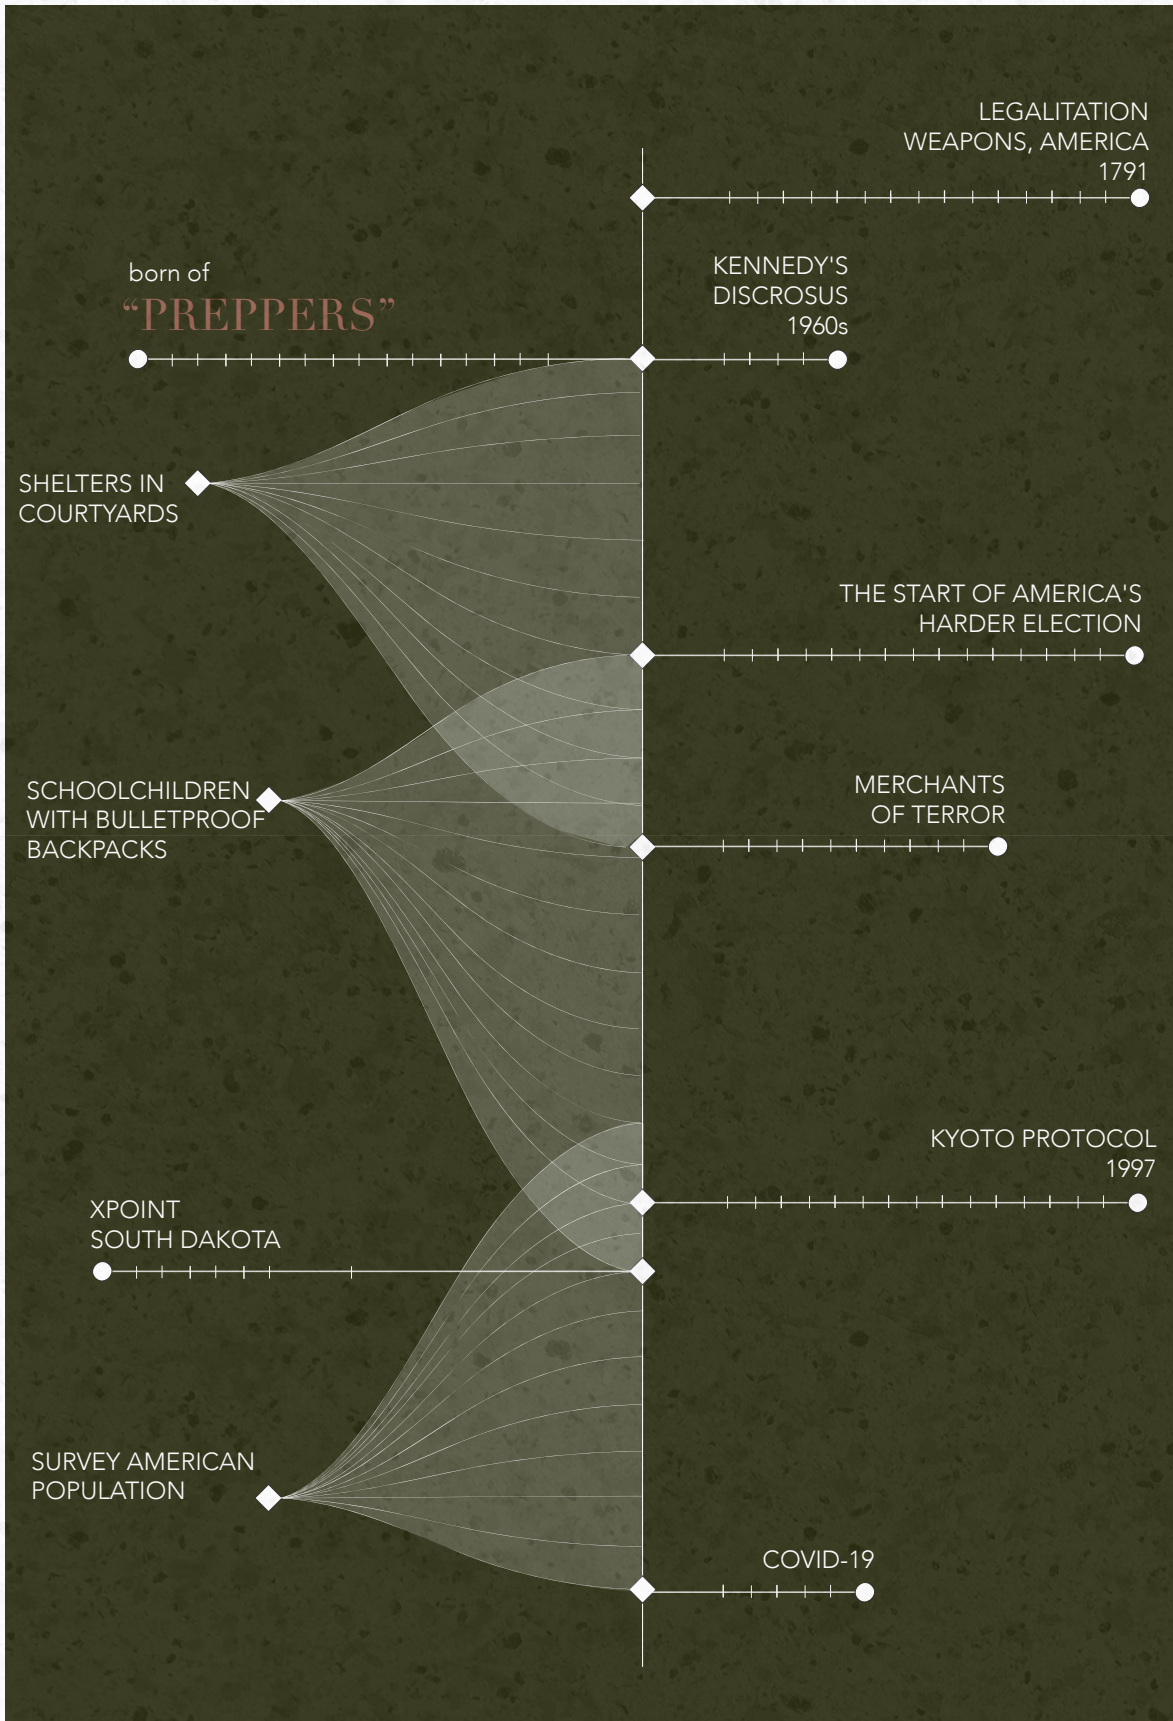 LEGALITATION
WEAPONS, AMERICA
1791
born of
“PREPPERS”
KENNEDY'S
DISCROSUS
1960s
SHELTERS IN
COURTYARDS
THE START OF AMERICA'S
HARDER ELECTION
SCHOOLCHILDREN
WITH BULLETPROOF
BACKPACKS
MERCHANTS
OF TERROR
KYOTO PROTOCOL
1997
XPOINT
SOUTH DAKOTA
SURVEY AMERICAN
POPULATION
COVID-19